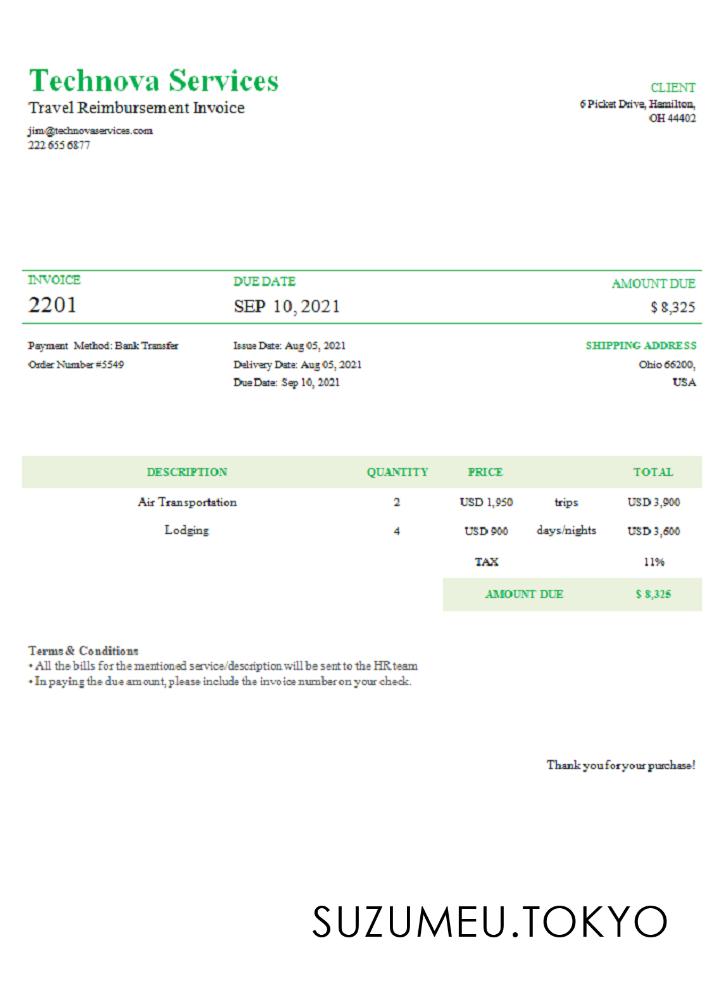 Technova Services
Travel Reimbursement Invoice
jim@technovaservices.com
222 655 6877
CLIENT
6 Picket Drive, Hamilton,
OH 44402
INVOICE
2201
DUE DATE
SEP 10, 2021
AMOUNT DUE
$ 8,325
Payment Method: Bank Transfer
Order Number #5549
Issue Date: Aug 05, 2021
Delivery Date: Aug 05, 2021
Due Date: Sep 10, 2021
SHIPPING ADDRESS
Ohio 66200,
USA
DESCRIPTION QUANTITY PRICE TOTAL
Air Transportation 2 USD 1,950 trips USD 3,900
Lodging 4 USD 900 days/nights USD 3,600
TAX 11%
AMOUNT DUE $ 8,325
Terms & Conditions
• All the bills for the mentioned service/description will be sent to the HR team
• In paying the due amount, please include the invoice number on your check.
Thank you for your purchase!
SUZUMEU.TOKYO